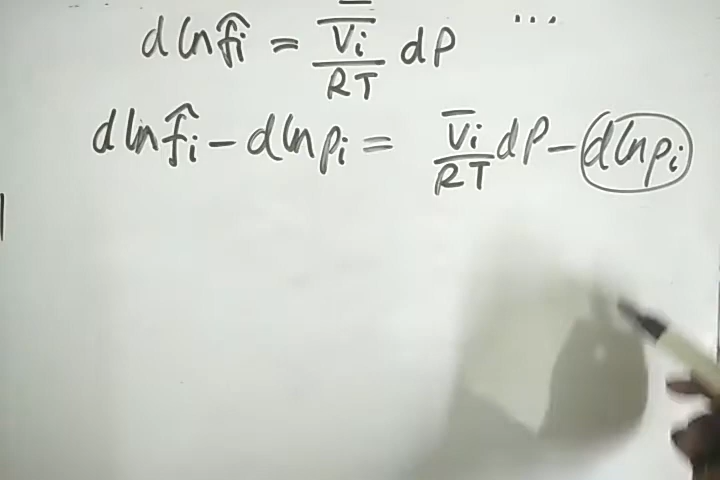 d ln f̂i = V̄i/RT dP ...
d ln f̂i - d ln pi = V̄i/RT dP - d ln pi